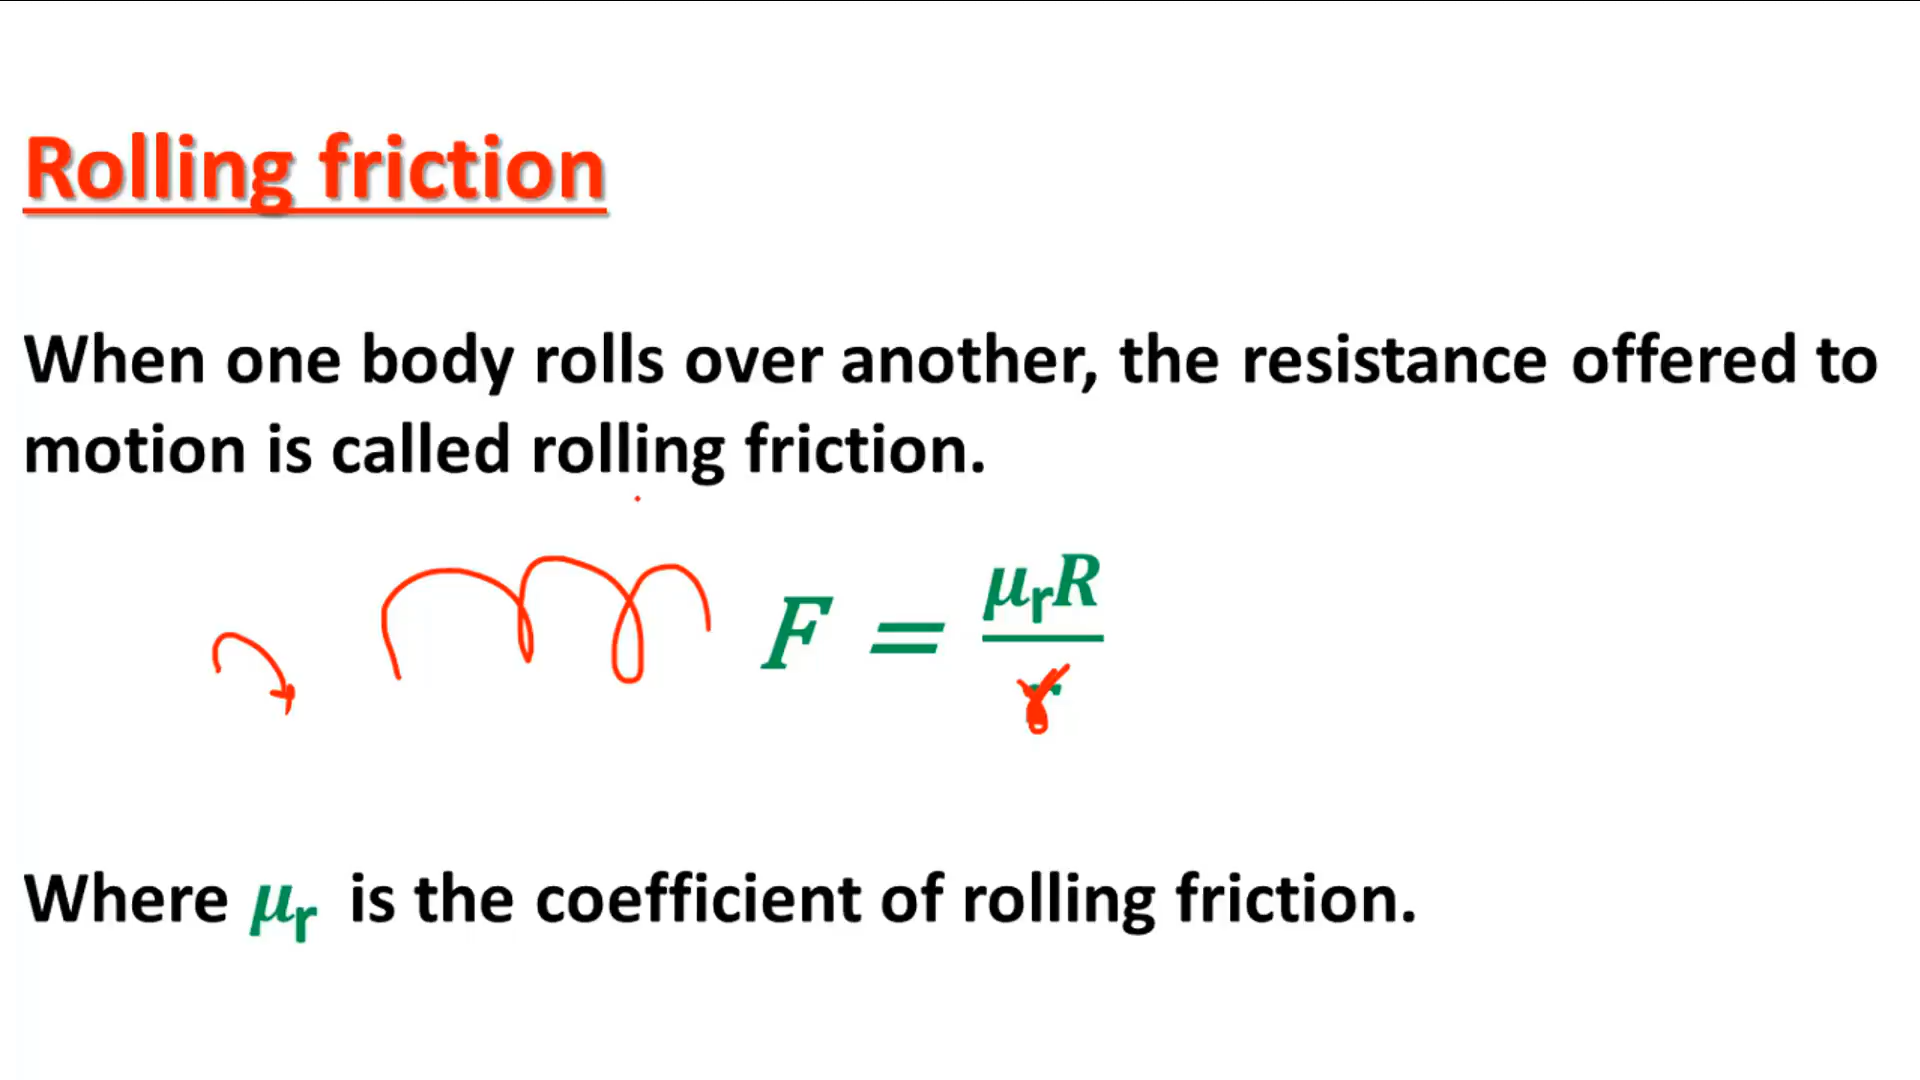 Rolling friction
When one body rolls over another, the resistance offered to
motion is called rolling friction.
F = μrR / r
Where μr is the coefficient of rolling friction.